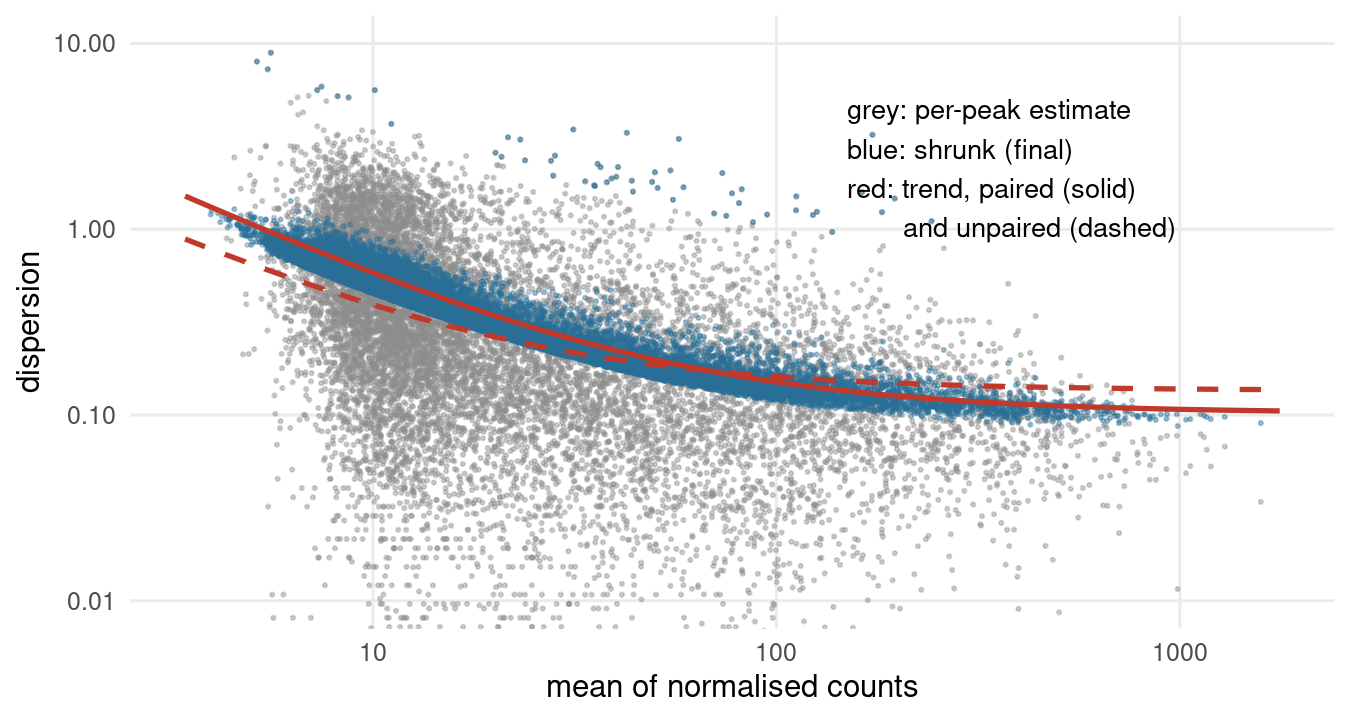 10.00
1.00
0.10
0.01
dispersion
grey: per-peak estimate
blue: shrunk (final)
red: trend, paired (solid)
and unpaired (dashed)
10
100
1000
mean of normalised counts